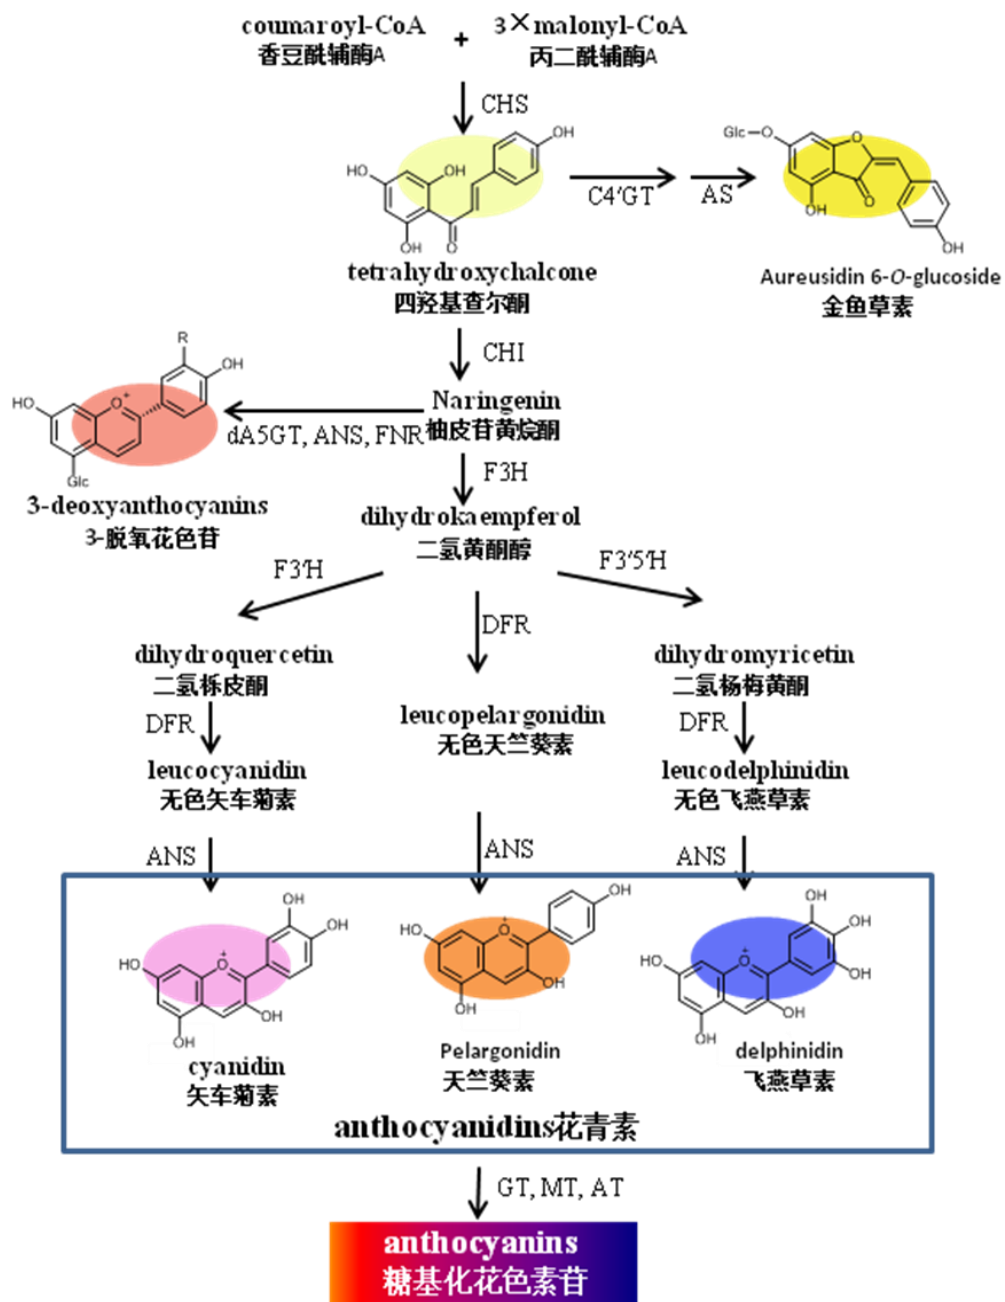 coumaroyl-CoA + 3×malonyl-CoA
香豆酰辅酶A 丙二酰辅酶A
CHS
HO OH OH OH O
C4'GT AS
Glc O O O OH OH
tetrahydroxychalcone
四羟基查尔酮
Aureusidin 6-O-glucoside
金鱼草素
CHI
R OH HO O+ Glc
Naringenin
柚皮苷黄烷酮
dA5GT, ANS, FNR
3-deoxyanthocyanins
3-脱氧花色苷
F3H
dihydrokaempferol
二氢黄酮醇
F3'H
F3'5'H
DFR
dihydroquercetin
二氢栎皮酮
dihydromyricetin
二氢杨梅黄酮
DFR
DFR
leucopelargonidin
无色天竺葵素
leucocyanidin
无色矢车菊素
leucodelphinidin
无色飞燕草素
ANS
ANS
ANS
OH OH HO O+ OH OH
OH HO O+ OH OH
OH OH OH HO O+ OH OH
cyanidin
矢车菊素
Pelargonidin
天竺葵素
delphinidin
飞燕草素
anthocyanidins花青素
GT, MT, AT
anthocyanins
糖基化花色素苷